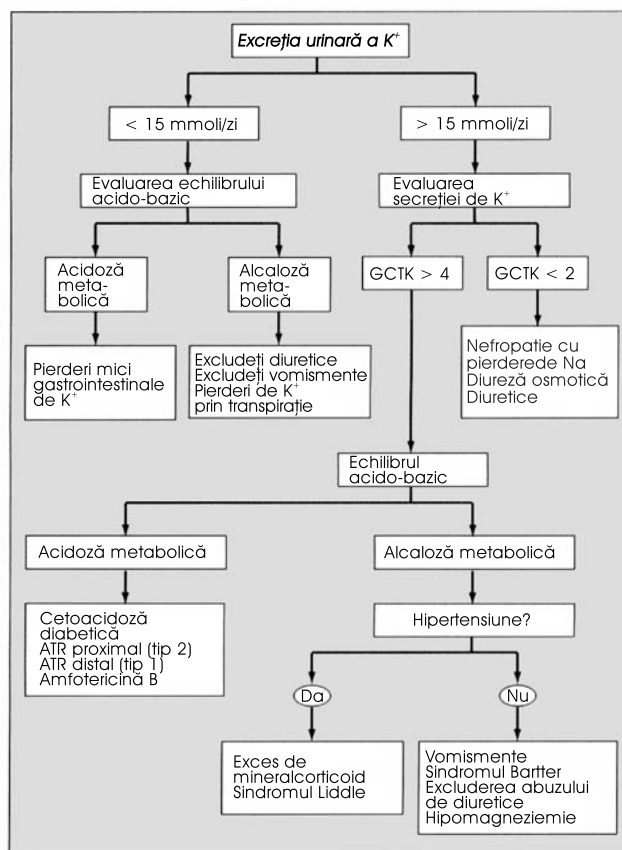 Excreția urinară a K⁺
< 15 mmoli/zi
> 15 mmoli/zi
Evaluarea echilibrului
acido-bazic
Evaluarea
secreției de K⁺
Acidoză
meta-
bolică
Alcaloză
meta-
bolică
GCTK > 4
GCTK < 2
Pierderi mici
gastrointestinale
de K⁺
Excludeți diuretice
Excludeți vomismente
Pierderi de K⁺
prin transpirație
Nefropatie cu
pierderede Na
Diureză osmotică
Diuretice
Echilibrul
acido-bazic
Acidoză metabolică
Alcaloză metabolică
Cetoacidoză
diabetică
ATR proximal (tip 2)
ATR distal (tip 1)
Amfotericină B
Hipertensiune?
Da
Nu
Exces de
mineralcorticoid
Sindromul Liddle
Vomismente
Sindromul Bartter
Excluderea abuzului
de diuretice
Hipomagneziemie